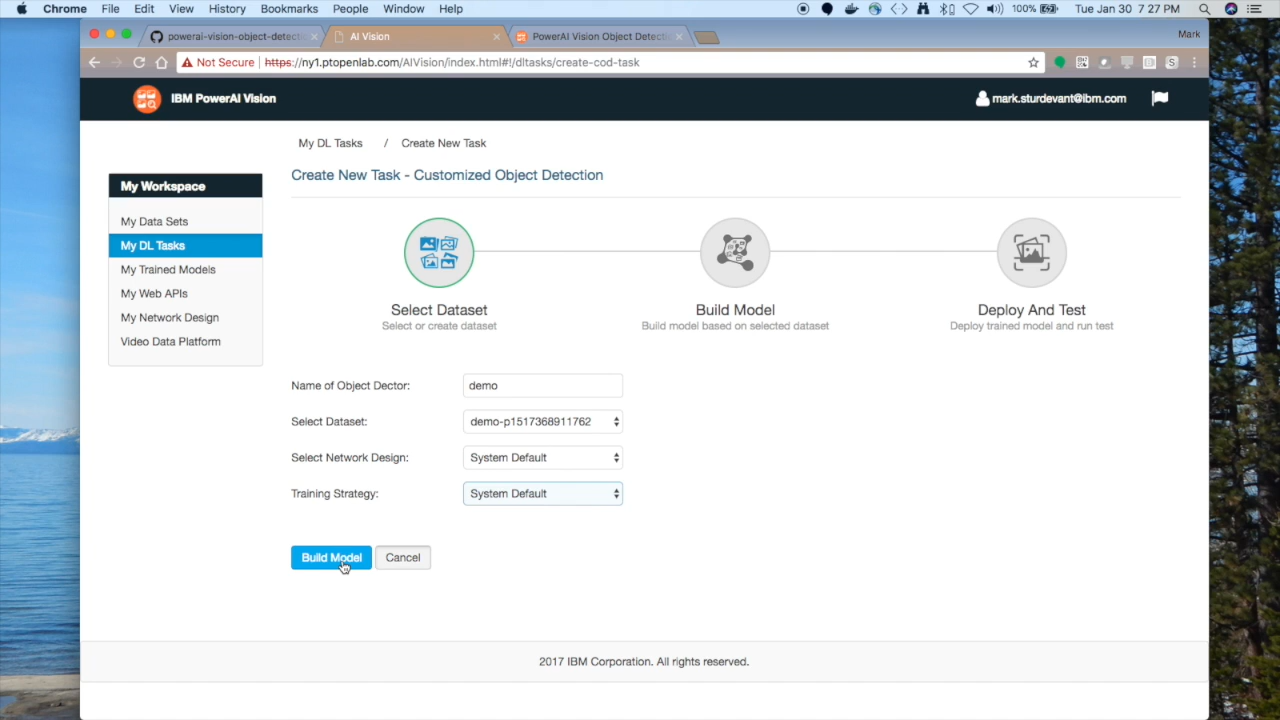 Chrome File Edit View History Bookmarks People Window Help 100% Tue Jan 30 7:27 PM
powerai-vision-object-detectio AI Vision PowerAI Vision Object Detectio Mark
Not Secure https://ny1.ptopenlab.com/AIVision/index.html#!/dltasks/create-cod-task
IBM PowerAI Vision mark.sturdevant@ibm.com
My DL Tasks / Create New Task
Create New Task - Customized Object Detection
My Workspace
My Data Sets
My DL Tasks
My Trained Models
My Web APIs
My Network Design
Video Data Platform
Select Dataset
Select or create dataset
Build Model
Build model based on selected dataset
Deploy And Test
Deploy trained model and run test
Name of Object Dector: demo
Select Dataset: demo-p1517368911762
Select Network Design: System Default
Training Strategy: System Default
Build Model Cancel
2017 IBM Corporation. All rights reserved.